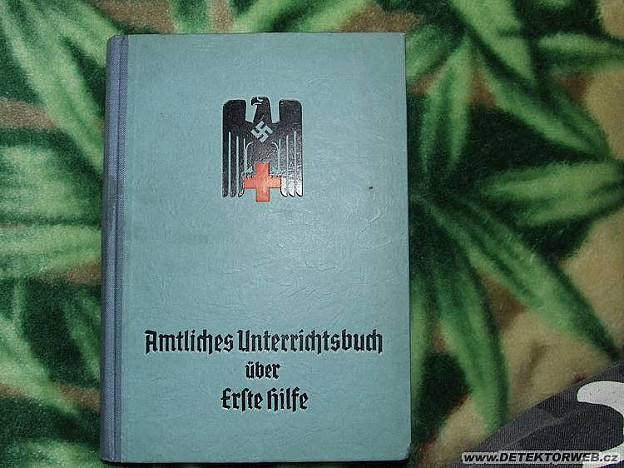 Amtliches Unterrichtsbuch
über
Erste Hilfe
www.DETEKTORWEB.cz